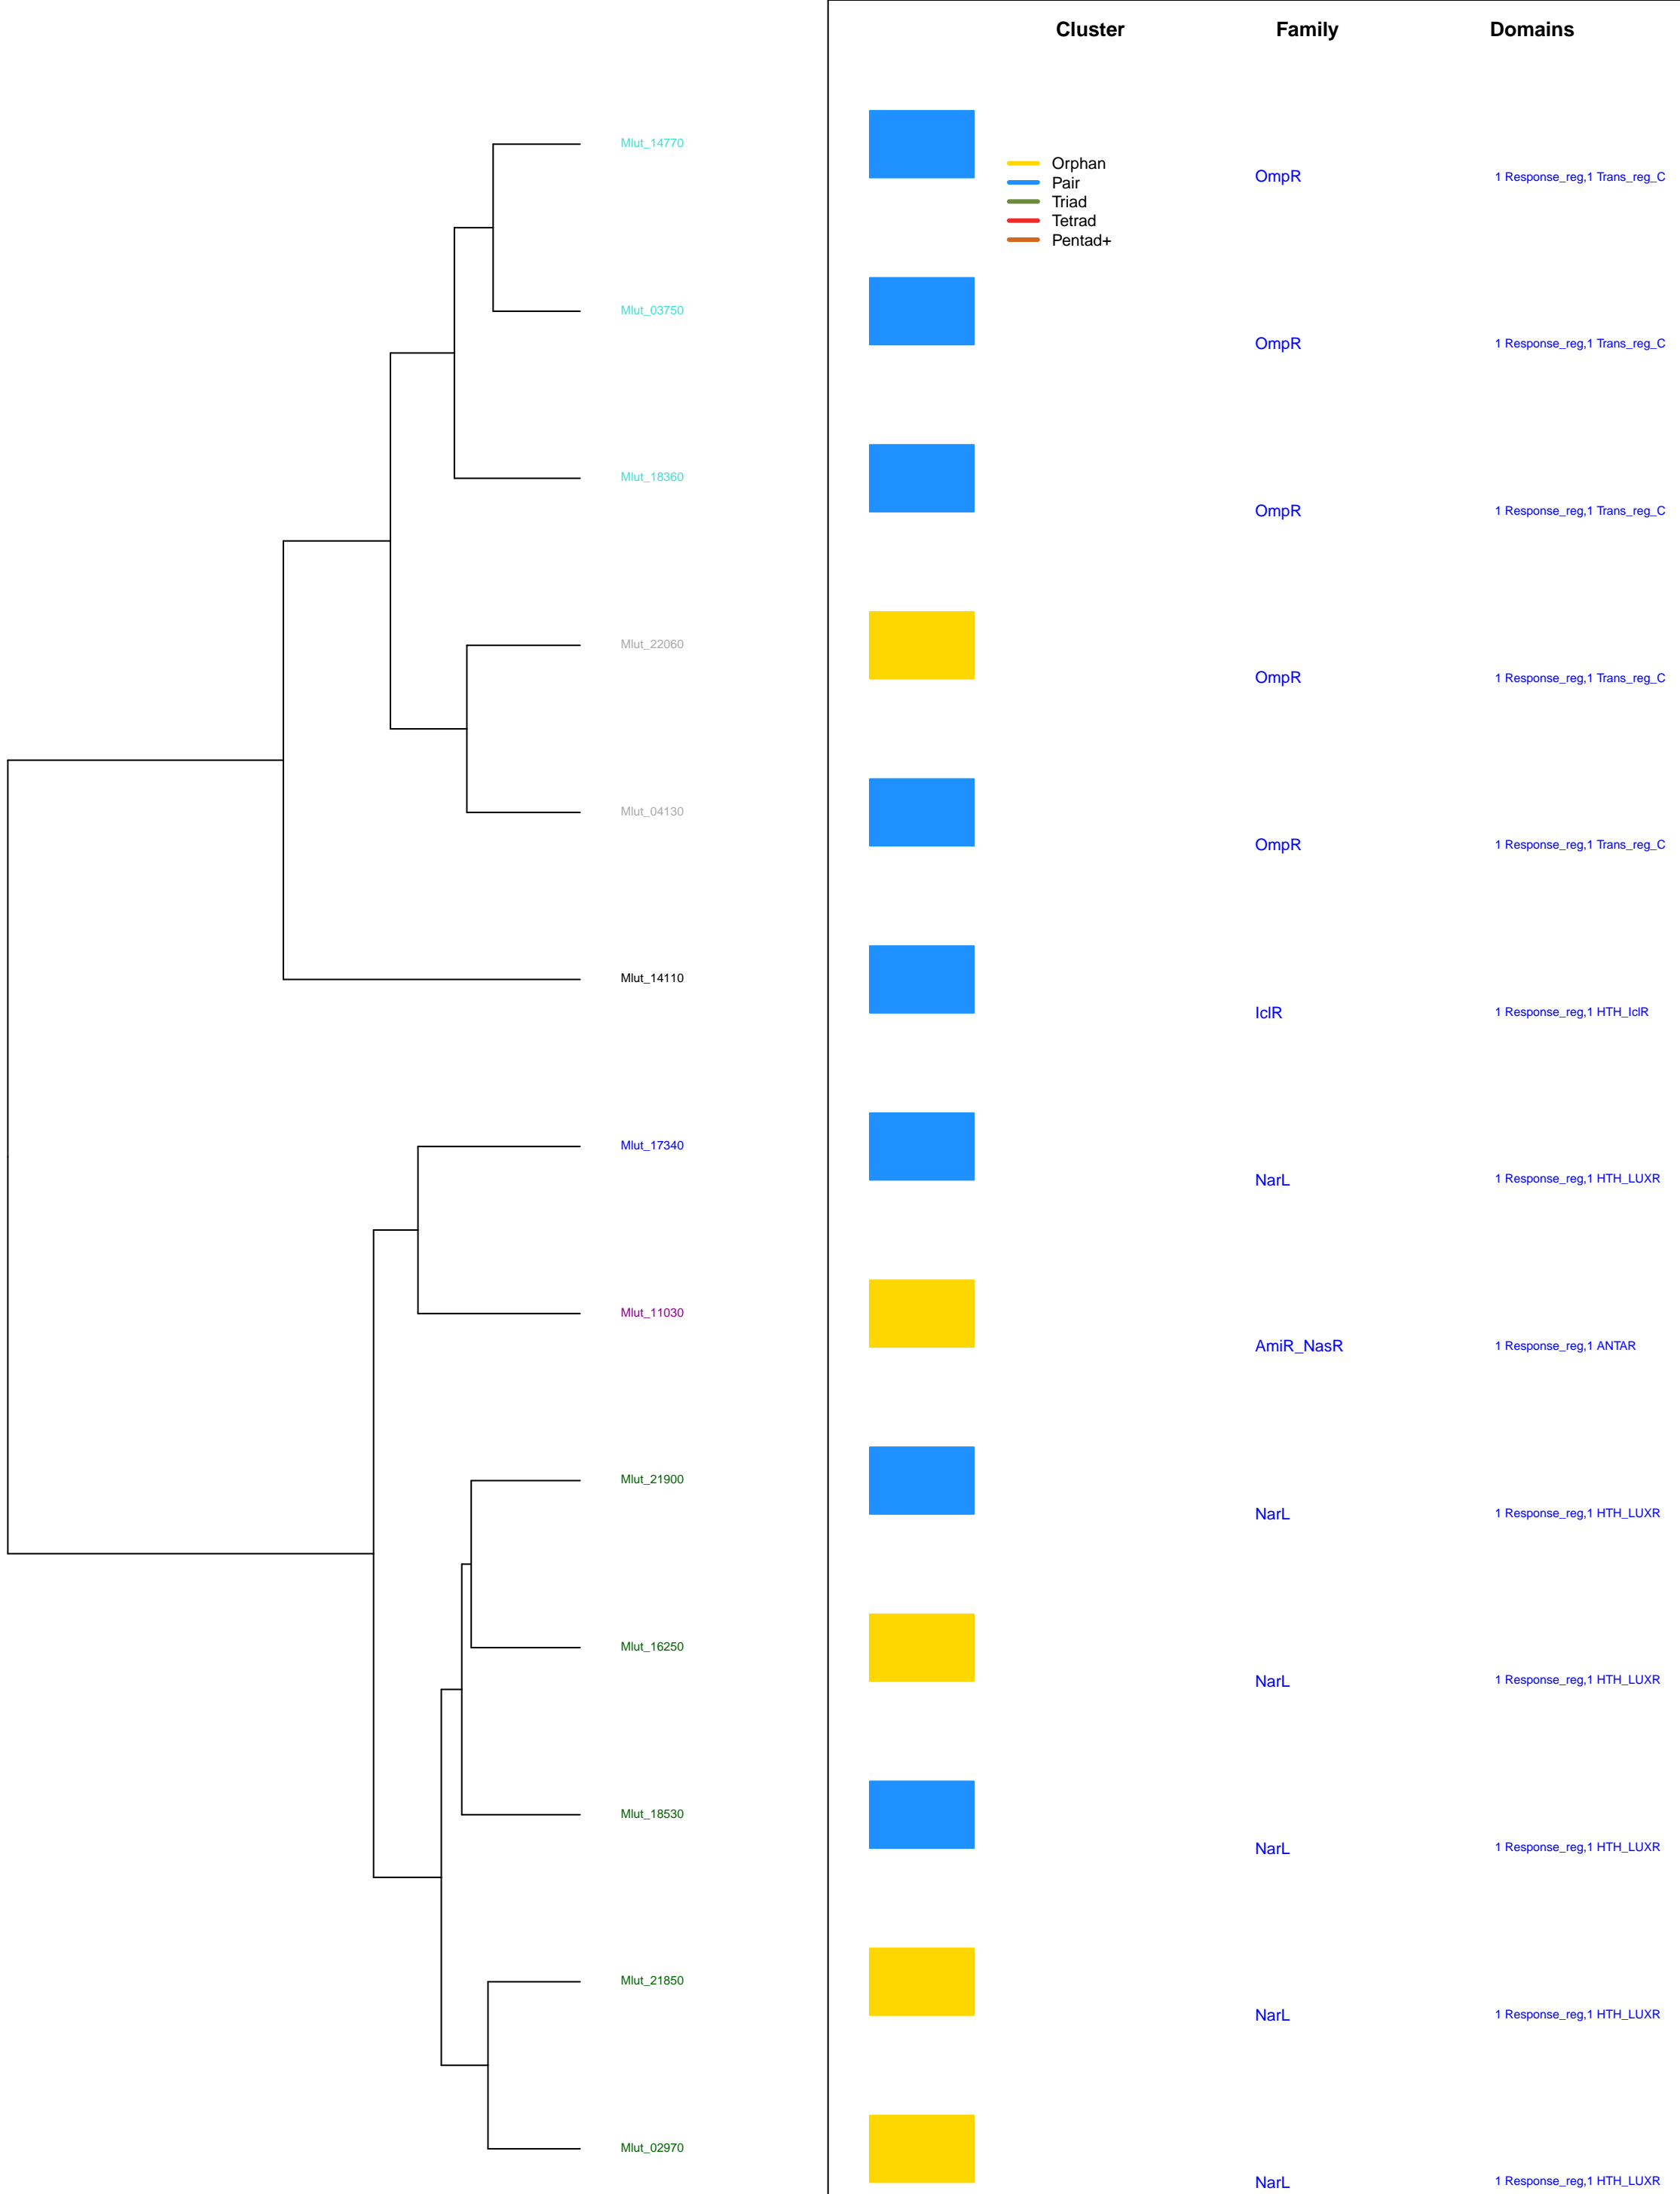 Cluster Family Domains
Mlut_14770
Orphan
Pair
Triad
Tetrad
Pentad+
OmpR 1 Response_reg,1 Trans_reg_C
Mlut_03750
OmpR 1 Response_reg,1 Trans_reg_C
Mlut_18360
OmpR 1 Response_reg,1 Trans_reg_C
Mlut_22060
OmpR 1 Response_reg,1 Trans_reg_C
Mlut_04130
OmpR 1 Response_reg,1 Trans_reg_C
Mlut_14110
IclR 1 Response_reg,1 HTH_IclR
Mlut_17340
NarL 1 Response_reg,1 HTH_LUXR
Mlut_11030
AmiR_NasR 1 Response_reg,1 ANTAR
Mlut_21900
NarL 1 Response_reg,1 HTH_LUXR
Mlut_16250
NarL 1 Response_reg,1 HTH_LUXR
Mlut_18530
NarL 1 Response_reg,1 HTH_LUXR
Mlut_21850
NarL 1 Response_reg,1 HTH_LUXR
Mlut_02970
NarL 1 Response_reg,1 HTH_LUXR